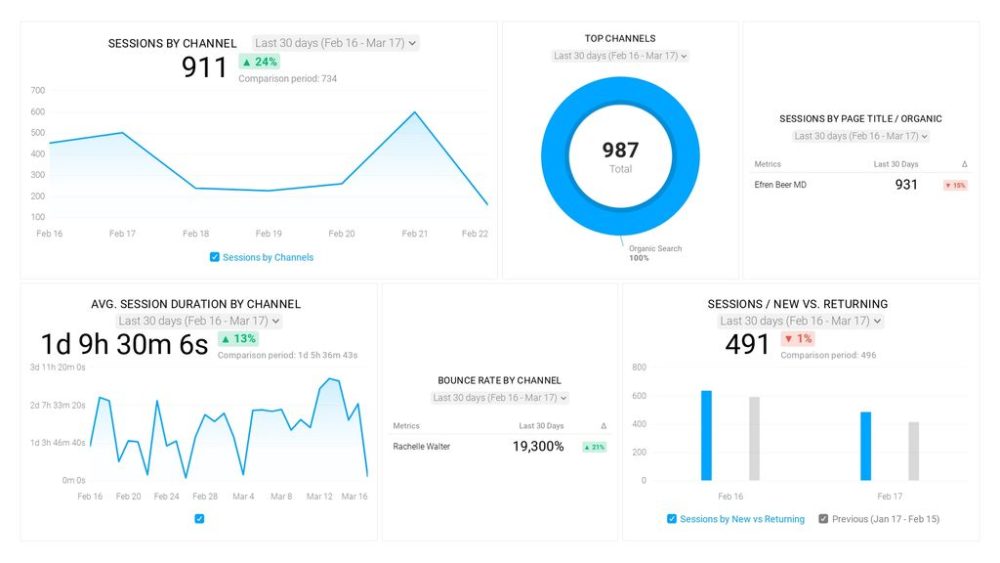 SESSIONS BY CHANNEL Last 30 days (Feb 16 - Mar 17)
911 ▲ 24%
Comparison period: 734
700
600
500
400
300
200
100
Feb 16 Feb 17 Feb 18 Feb 19 Feb 20 Feb 21 Feb 22
Sessions by Channels
TOP CHANNELS
Last 30 days (Feb 16 - Mar 17)
987
Total
Organic Search
100%
SESSIONS BY PAGE TITLE / ORGANIC
Last 30 days (Feb 16 - Mar 17)
Metrics Last 30 Days Δ
Efren Beer MD 931 ▼ 15%
AVG. SESSION DURATION BY CHANNEL
Last 30 days (Feb 16 - Mar 17)
1d 9h 30m 6s ▲ 13%
Comparison period: 1d 5h 36m 43s
3d 11h 20m 0s
2d 7h 33m 20s
1d 3h 46m 40s
0m 0s
Feb 16 Feb 20 Feb 24 Feb 28 Mar 4 Mar 8 Mar 12 Mar 16
BOUNCE RATE BY CHANNEL
Last 30 days (Feb 16 - Mar 17)
Metrics Last 30 Days Δ
Rachelle Walter 19,300% ▲ 21%
SESSIONS / NEW VS. RETURNING
Last 30 days (Feb 16 - Mar 17)
491 ▼ 1%
Comparison period: 496
800
600
400
200
0
Feb 16 Feb 17
Sessions by New vs Returning Previous (Jan 17 - Feb 15)